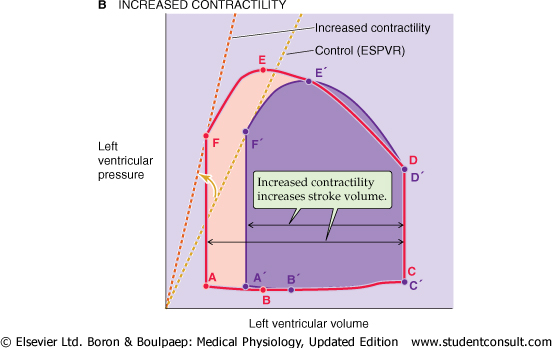 B INCREASED CONTRACTILITY
Increased contractility
Control (ESPVR)
E
E´
F
F´
D
D´
Left
ventricular
pressure
Increased contractility
increases stroke volume.
A
A´
B´
C
B
C´
Left ventricular volume
© Elsevier Ltd. Boron & Boulpaep: Medical Physiology, Updated Edition www.studentconsult.com